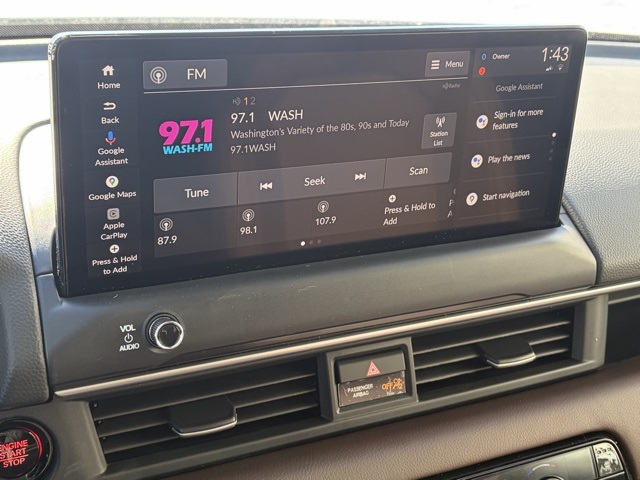 Home
Back
Google
Assistant
Google Maps
Apple
CarPlay
Press & Hold
to Add
FM
Menu
12
97.1 WASH
Washington's Variety of the 80s, 90s and Today
97.1WASH
97.1
WASH-FM
Station
List
Tune
Seek
Scan
87.9
98.1
107.9
Press & Hold to
Add
0 Owner
1:43
Google Assistant
Sign-in for more
features
Play the news
Start navigation
VOL
AUDIO
PASSENGER
AIRBAG
ENGINE
START
STOP